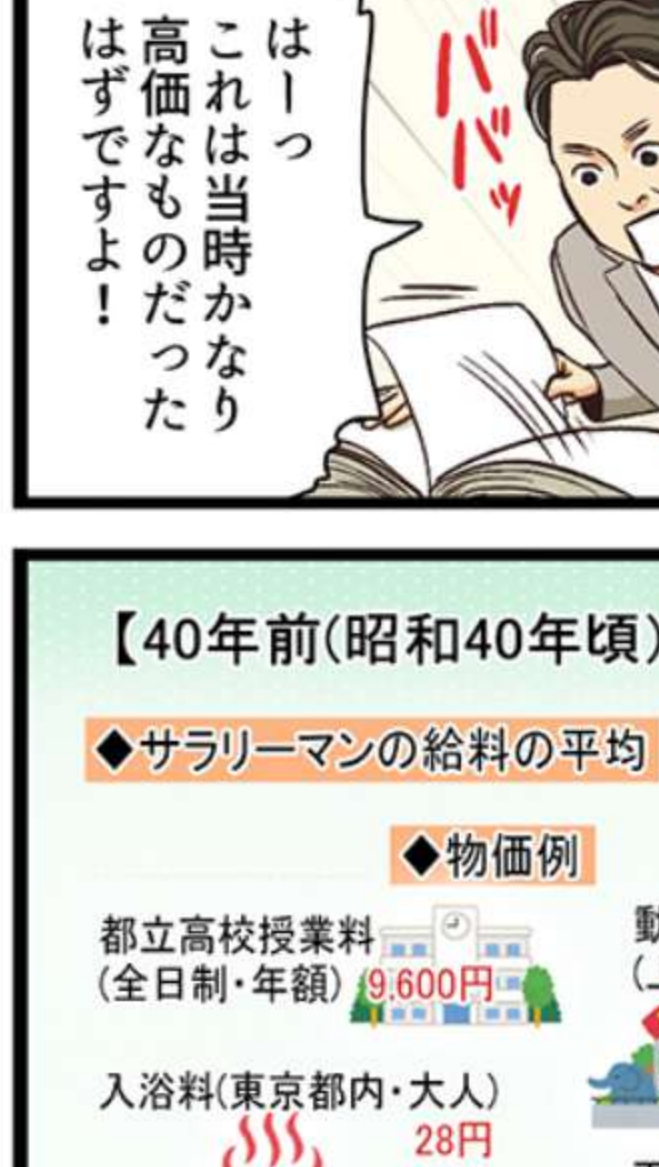 はーっ
これは当時かなり
高価なものだった
はずですよ!
バババッ
【40年前(昭和40年頃)
◆サラリーマンの給料の平均
◆物価例
都立高校授業料
(全日制・年額) 9,600円
動
入浴料(東京都内・大人)
28円